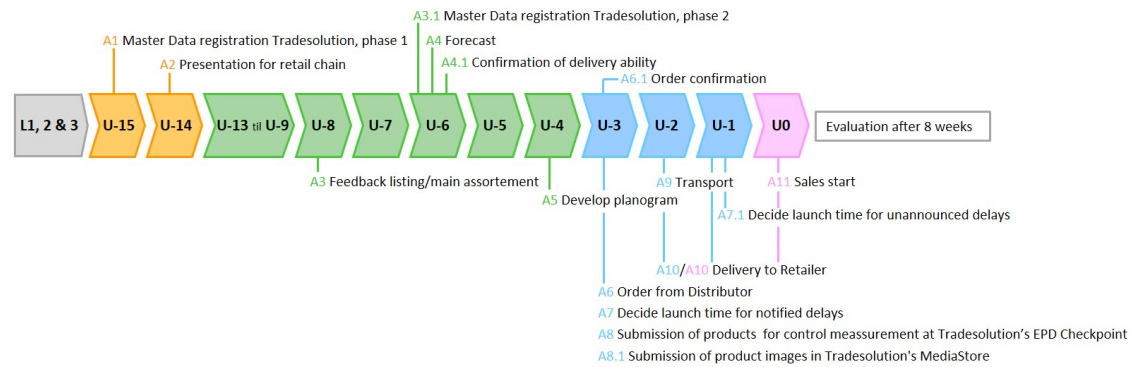 A3.1 Master Data registration Tradesolution, phase 2
A1 Master Data registration Tradesolution, phase 1
A4 Forecast
A2 Presentation for retail chain
A4.1 Confirmation of delivery ability
A6.1 Order confirmation
L1, 2 & 3
U-15
U-14
U-13 til U-9
U-8
U-7
U-6
U-5
U-4
U-3
U-2
U-1
U0
Evaluation after 8 weeks
A3 Feedback listing/main assortement
A9 Transport
A11 Sales start
A5 Develop planogram
A7.1 Decide launch time for unannounced delays
A10/A10 Delivery to Retailer
A6 Order from Distributor
A7 Decide launch time for notified delays
A8 Submission of products for control meassurement at Tradesolution’s EPD Checkpoint
A8.1 Submission of product images in Tradesolution's MediaStore